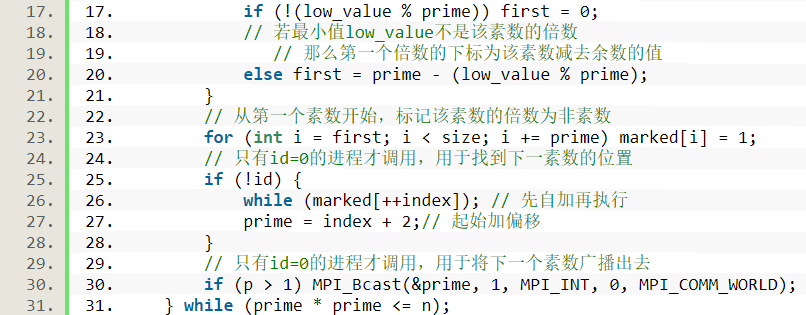 17. 17. if (!(low_value % prime)) first = 0;
18. 18. // 若最小值low_value不是该素数的倍数
19. 19. // 那么第一个倍数的下标为该素数减去余数的值
20. 20. else first = prime - (low_value % prime);
21. 21. }
22. 22. // 从第一个素数开始，标记该素数的倍数为非素数
23. 23. for (int i = first; i < size; i += prime) marked[i] = 1;
24. 24. // 只有id=0的进程才调用，用于找到下一素数的位置
25. 25. if (!id) {
26. 26. while (marked[++index]); // 先自加再执行
27. 27. prime = index + 2;// 起始加偏移
28. 28. }
29. 29. // 只有id=0的进程才调用，用于将下一个素数广播出去
30. 30. if (p > 1) MPI_Bcast(&prime, 1, MPI_INT, 0, MPI_COMM_WORLD);
31. 31. } while (prime * prime <= n);